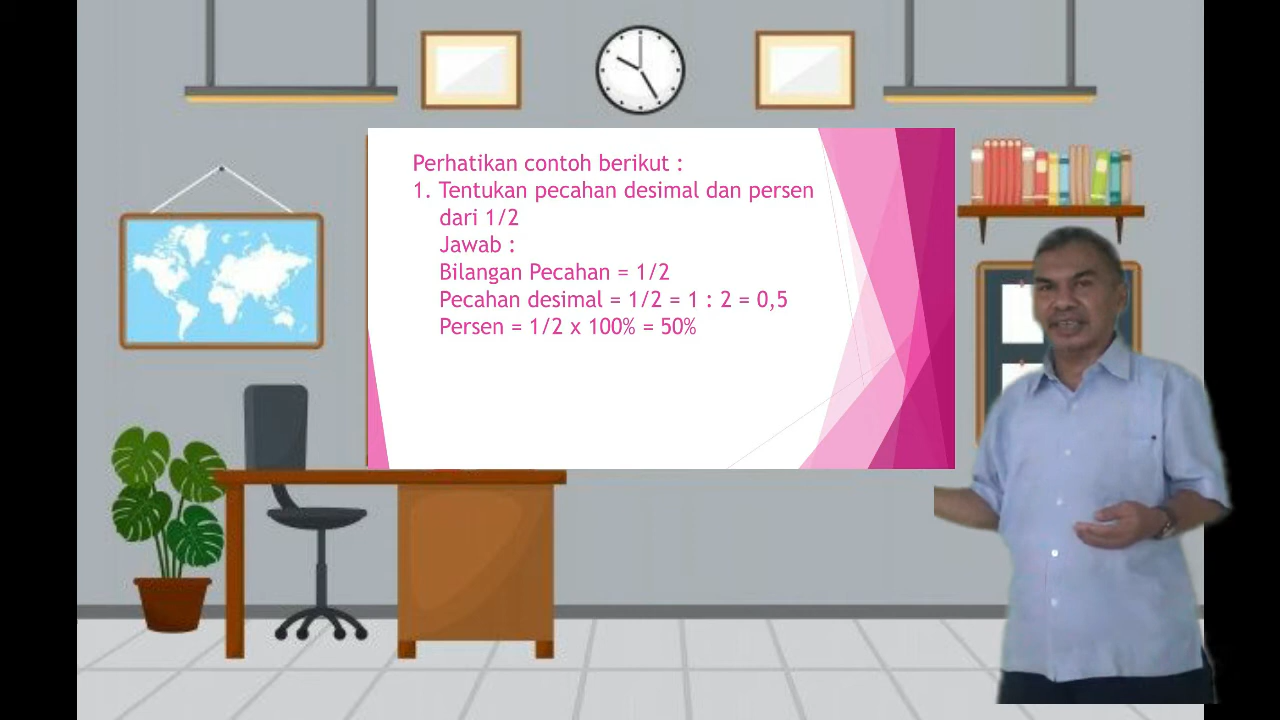 Perhatikan contoh berikut :
1. Tentukan pecahan desimal dan persen
dari 1/2
Jawab :
Bilangan Pecahan = 1/2
Pecahan desimal = 1/2 = 1 : 2 = 0,5
Persen = 1/2 x 100% = 50%